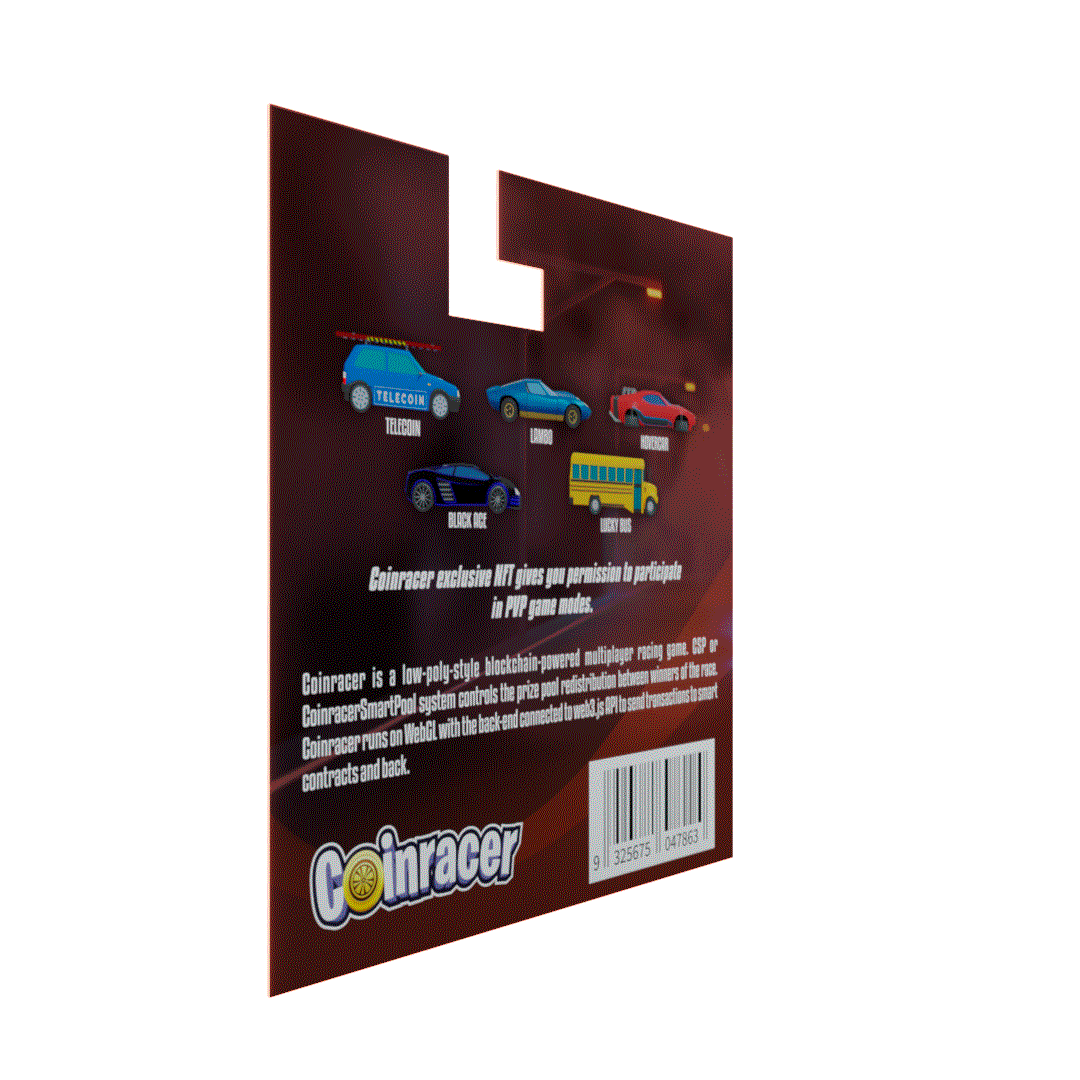 TELECOIN
TELECOIN
LAMBO
HOVERCAR
BLACK ACE
LUCKY BUS
Coinracer exclusive NFT gives you permission to participate
in PVP game modes.
Coinracer is a low-poly-style blockchain-powered multiplayer racing game. CSP or
CoinracerSmartPool system controls the prize pool redistribution between winners of the race.
Coinracer runs on WebGL with the back-end connected to web3.js API to send transactions to smart
contracts and back.
Coinracer
9 325675 047863